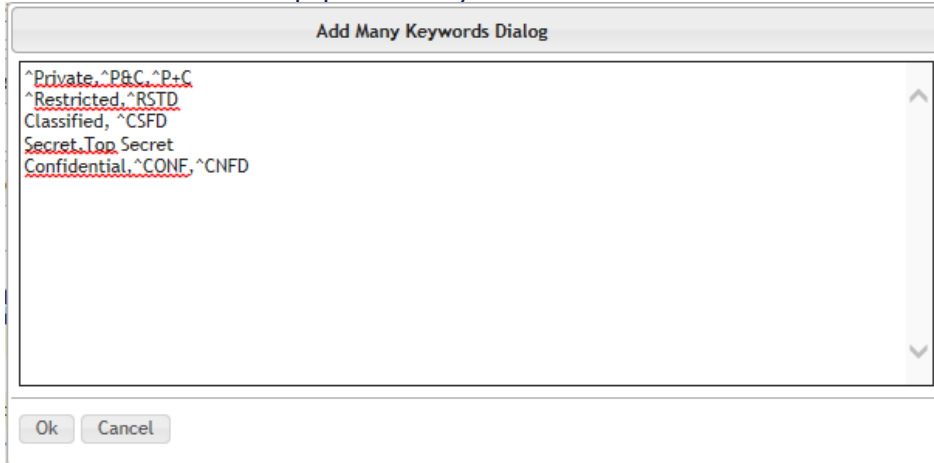 Add Many Keywords Dialog
^Private,^P&C,^P+C
^Restricted,^RSTD
Classified, ^CSFD
Secret,Top Secret
Confidential,^CONF,^CNFD
Ok Cancel